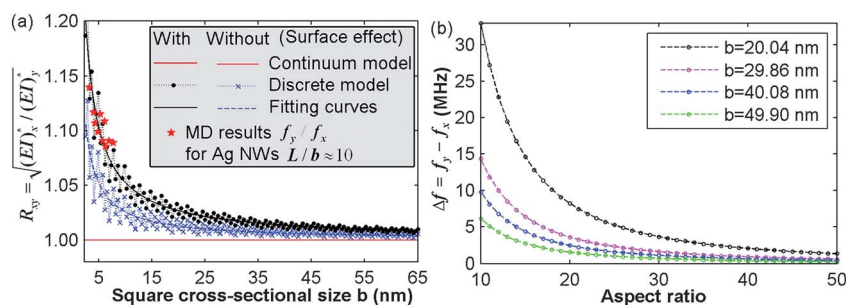 (a)
1.20
1.15
1.10
1.05
1.00
R_xy = √(EI)*_x / (EI)*_y
With Without (Surface effect)
Continuum model
Discrete model
Fitting curves
MD results f_y / f_x
for Ag NWs L / b ≈ 10
5 15 25 35 45 55 65
Square cross-sectional size b (nm)
(b)
30
25
20
15
10
5
0
Δf = f_y − f_x (MHz)
b=20.04 nm
b=29.86 nm
b=40.08 nm
b=49.90 nm
10 20 30 40 50
Aspect ratio